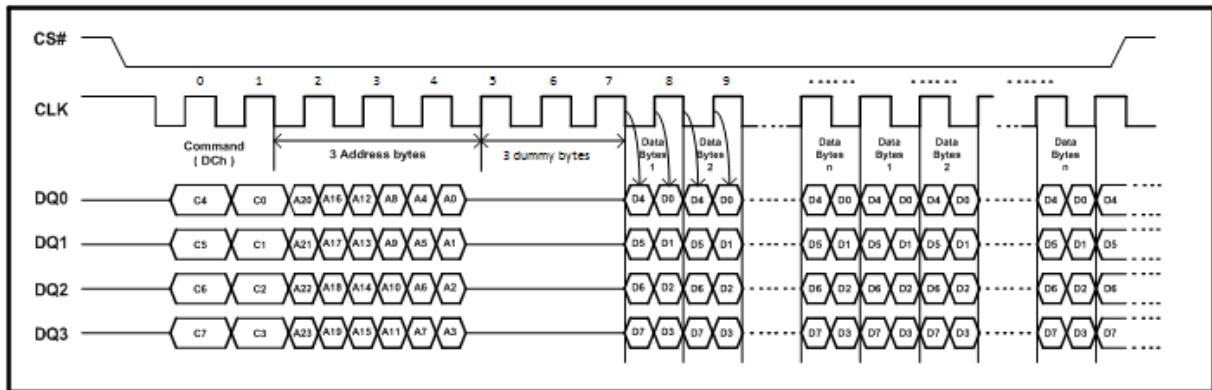 CS#
0 1 2 3 4 5 6 7 8 9
CLK
Command
( DCh )
3 Address bytes
3 dummy bytes
Data
Bytes
1
Data
Bytes
2
Data
Bytes
n
Data
Bytes
1
Data
Bytes
2
Data
Bytes
n
DQ0 C4 C0 A20 A16 A12 A8 A4 A0 D4 D0 D4 D0 D4 D0 D4 D0 D4 D0 D4 D0 D4
DQ1 C5 C1 A21 A17 A13 A9 A5 A1 D5 D1 D5 D1 D5 D1 D5 D1 D5 D1 D5 D1 D5
DQ2 C6 C2 A22 A18 A14 A10 A6 A2 D6 D2 D6 D2 D6 D2 D6 D2 D6 D2 D6 D2 D6
DQ3 C7 C3 A23 A19 A15 A11 A7 A3 D7 D3 D7 D3 D7 D3 D7 D3 D7 D3 D7 D3 D7